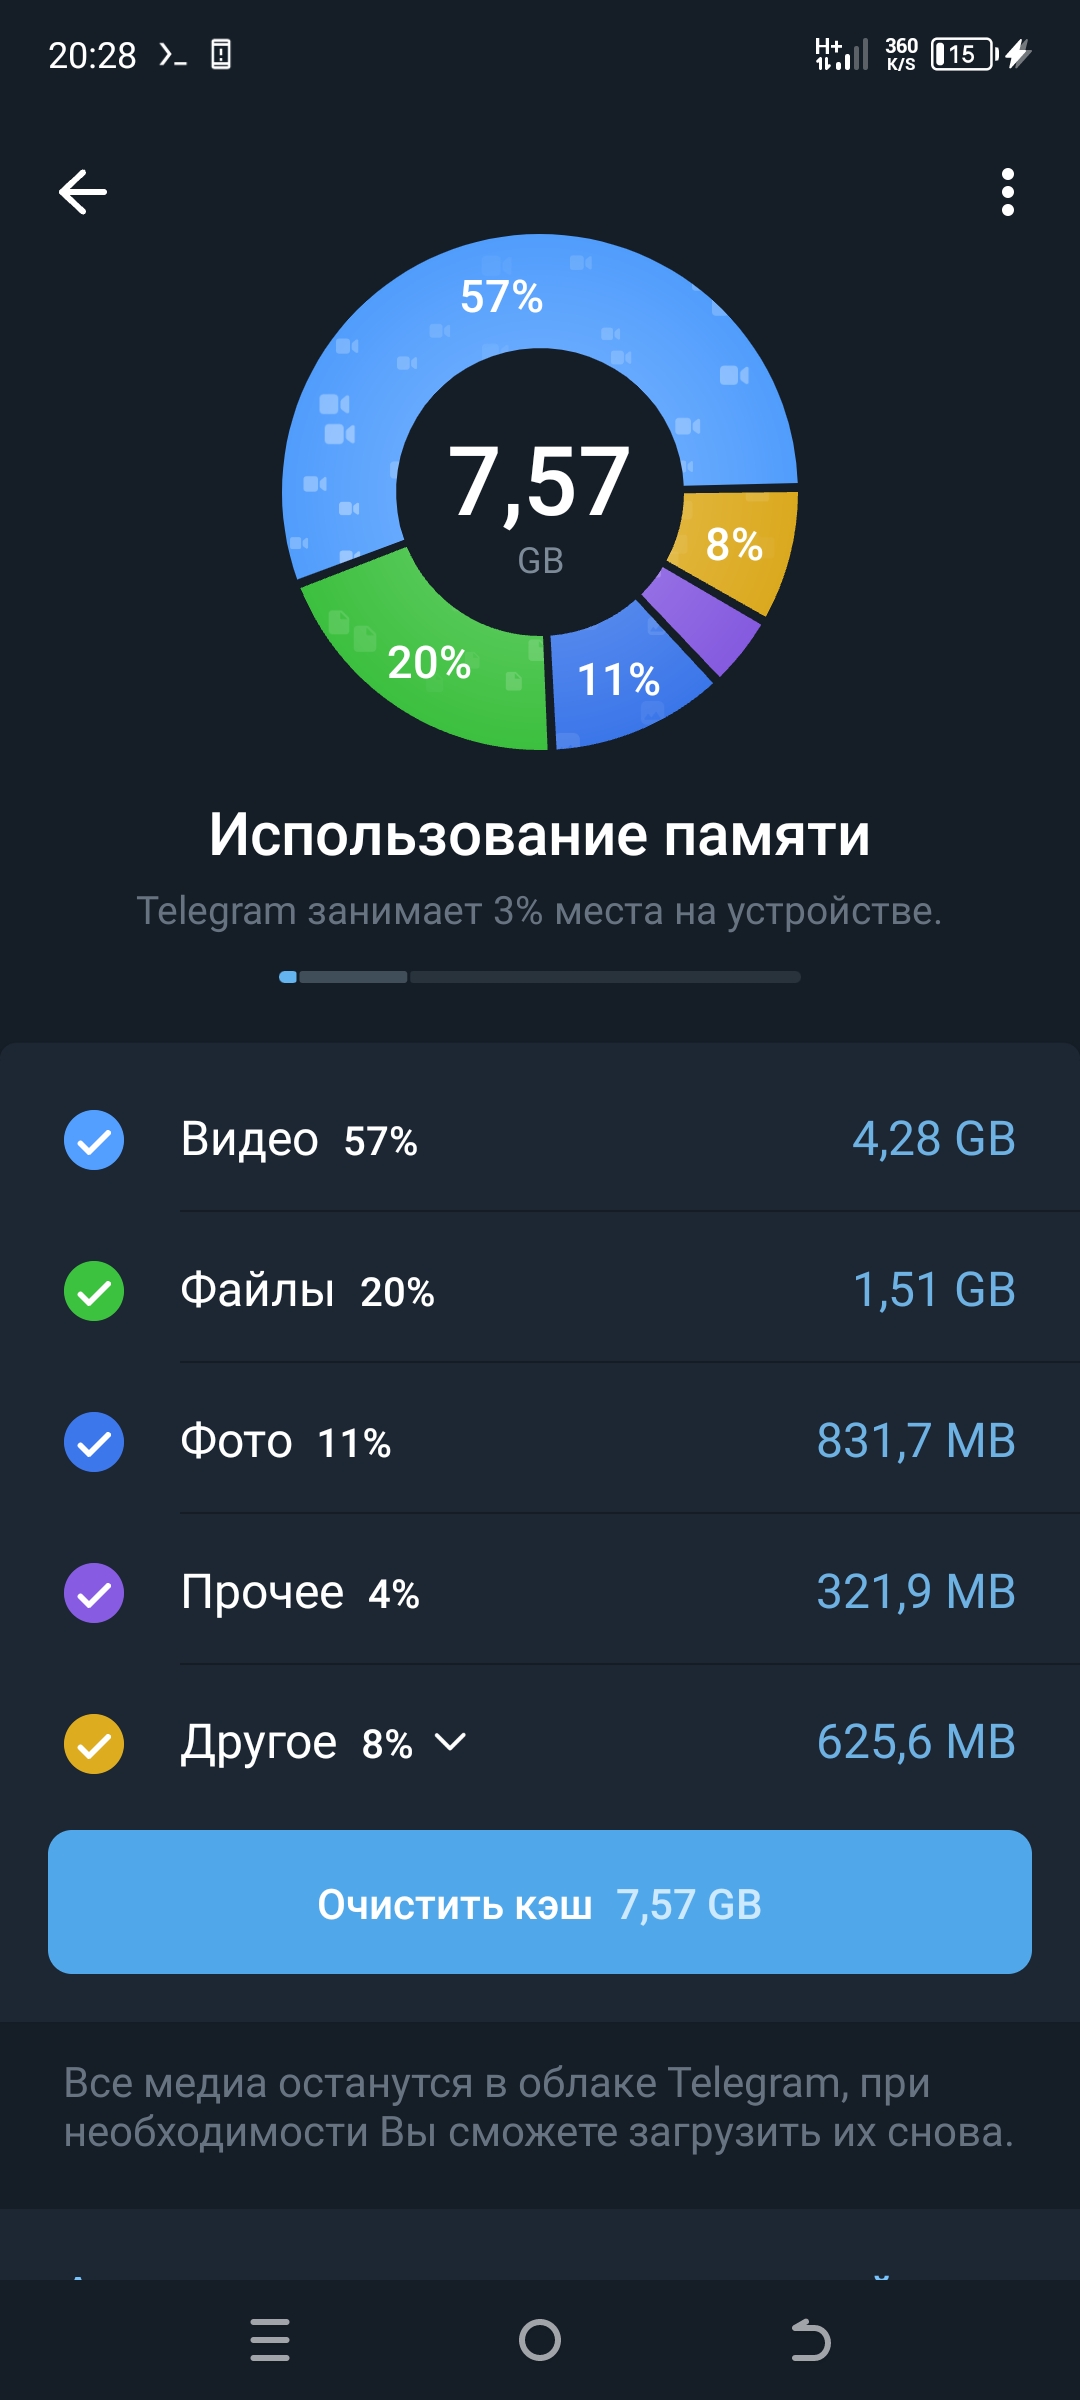 20:28
H+
360
K/S
15
57%
7,57
GB
8%
20%
11%
Использование памяти
Telegram занимает 3% места на устройстве.
Видео 57% 4,28 GB
Файлы 20% 1,51 GB
Фото 11% 831,7 MB
Прочее 4% 321,9 MB
Другое 8% 625,6 MB
Очистить кэш 7,57 GB
Все медиа останутся в облаке Telegram, при
необходимости Вы сможете загрузить их снова.